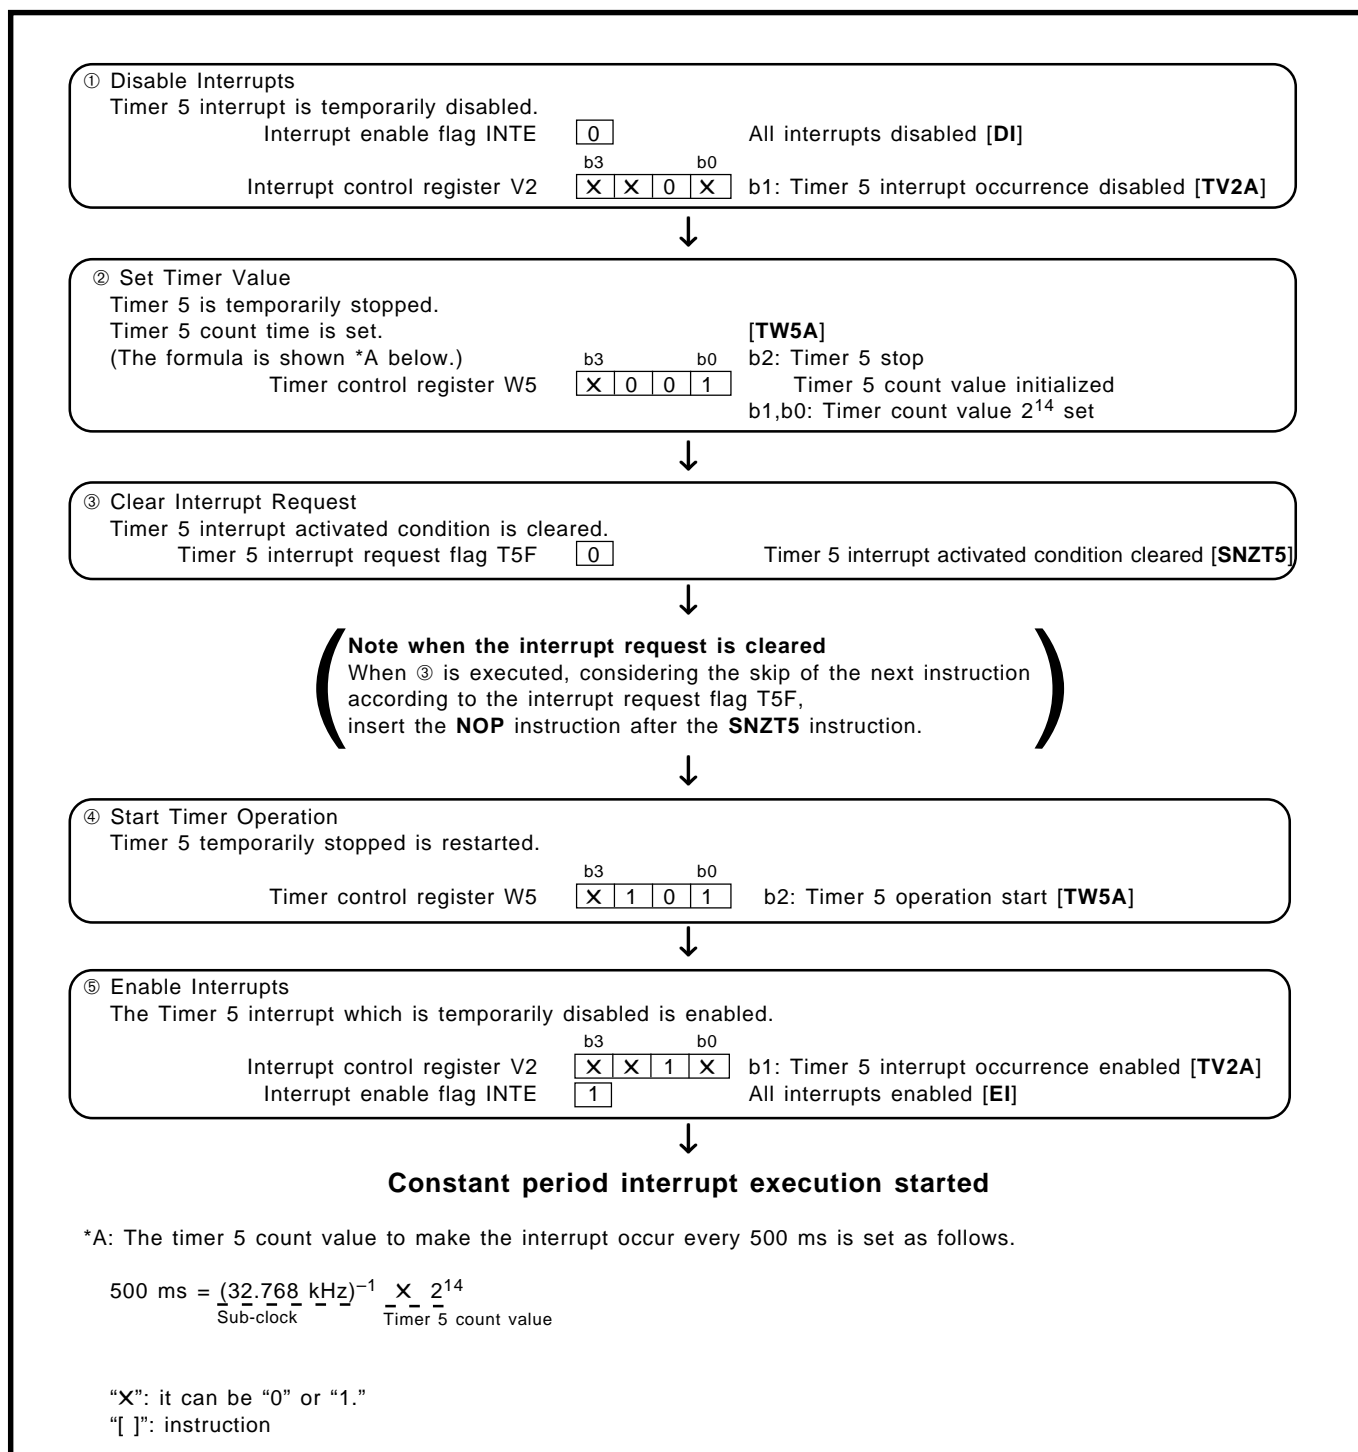 ① Disable Interrupts
Timer 5 interrupt is temporarily disabled.
Interrupt enable flag INTE 0 All interrupts disabled [DI]
b3 b0
Interrupt control register V2 X X 0 X b1: Timer 5 interrupt occurrence disabled [TV2A]
↓
② Set Timer Value
Timer 5 is temporarily stopped.
Timer 5 count time is set. [TW5A]
(The formula is shown *A below.) b3 b0 b2: Timer 5 stop
Timer control register W5 X 0 0 1 Timer 5 count value initialized
b1,b0: Timer count value 2¹⁴ set
↓
③ Clear Interrupt Request
Timer 5 interrupt activated condition is cleared.
Timer 5 interrupt request flag T5F 0 Timer 5 interrupt activated condition cleared [SNZT5]
↓
Note when the interrupt request is cleared
When ③ is executed, considering the skip of the next instruction
according to the interrupt request flag T5F,
insert the NOP instruction after the SNZT5 instruction.
↓
④ Start Timer Operation
Timer 5 temporarily stopped is restarted.
b3 b0
Timer control register W5 X 1 0 1 b2: Timer 5 operation start [TW5A]
↓
⑤ Enable Interrupts
The Timer 5 interrupt which is temporarily disabled is enabled.
b3 b0
Interrupt control register V2 X X 1 X b1: Timer 5 interrupt occurrence enabled [TV2A]
Interrupt enable flag INTE 1 All interrupts enabled [EI]
↓
Constant period interrupt execution started
*A: The timer 5 count value to make the interrupt occur every 500 ms is set as follows.
500 ms = (32.768 kHz)⁻¹ X 2¹⁴
Sub-clock Timer 5 count value
“X”: it can be “0” or “1.”
“[ ]”: instruction